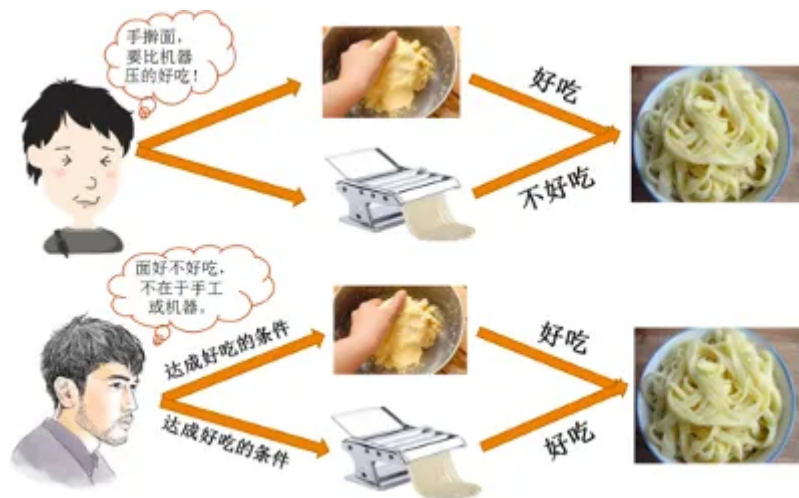 手擀面，
要比机器
压的好吃！
好吃
不好吃
面好不好吃，
不在于手工
或机器。
达成好吃的条件
好吃
达成好吃的条件
好吃